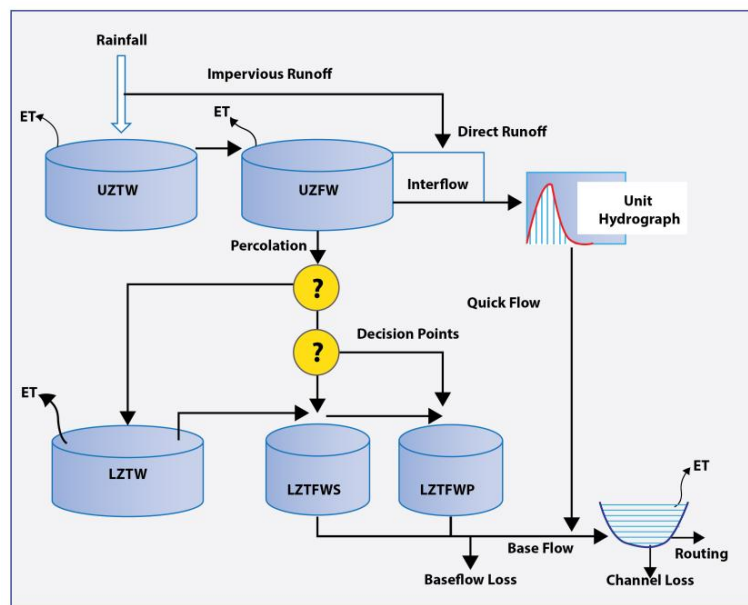 Rainfall
Impervious Runoff
ET
ET
Direct Runoff
UZTW
UZFW
Interflow
Unit
Hydrograph
Percolation
?
Quick Flow
Decision Points
?
ET
ET
LZTW
LZTFWS
LZTFWP
Base Flow
Routing
Baseflow Loss
Channel Loss